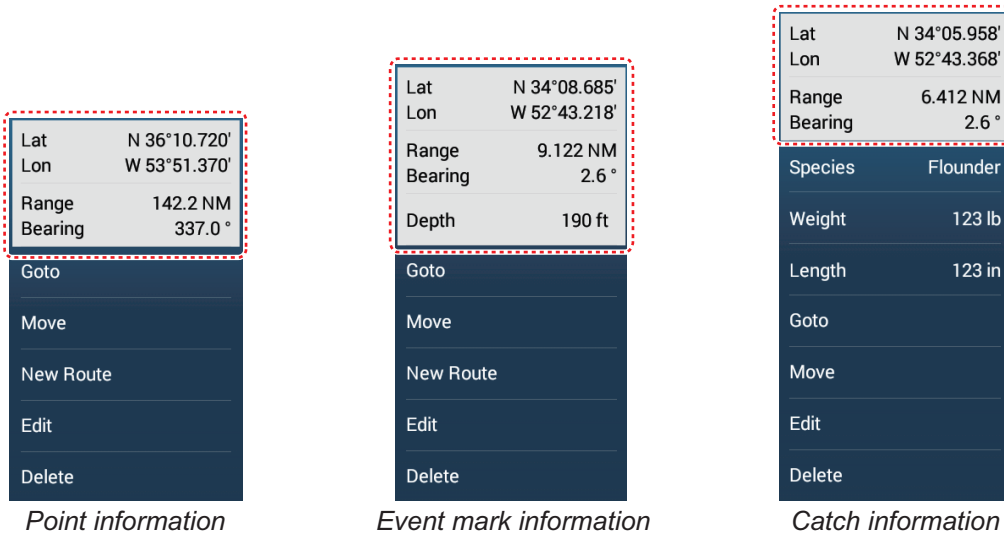 Lat N 36°10.720'
Lon W 53°51.370'
Range 142.2 NM
Bearing 337.0 °
Goto
Move
New Route
Edit
Delete
Point information
Lat N 34°08.685'
Lon W 52°43.218'
Range 9.122 NM
Bearing 2.6 °
Depth 190 ft
Goto
Move
New Route
Edit
Delete
Event mark information
Lat N 34°05.958'
Lon W 52°43.368'
Range 6.412 NM
Bearing 2.6 °
Species Flounder
Weight 123 lb
Length 123 in
Goto
Move
Edit
Delete
Catch information